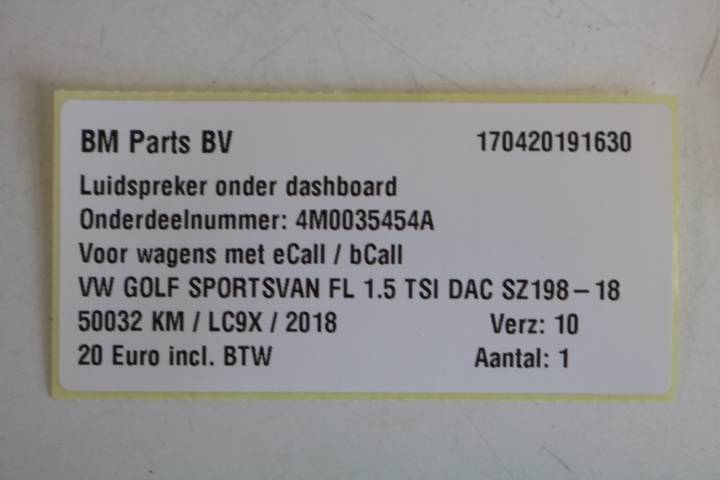 BM Parts BV 170420191630
Luidspreker onder dashboard
Onderdeelnummer: 4M0035454A
Voor wagens met eCall / bCall
VW GOLF SPORTSVAN FL 1.5 TSI DAC SZ198-18
50032 KM / LC9X / 2018 Verz: 10
20 Euro incl. BTW Aantal: 1